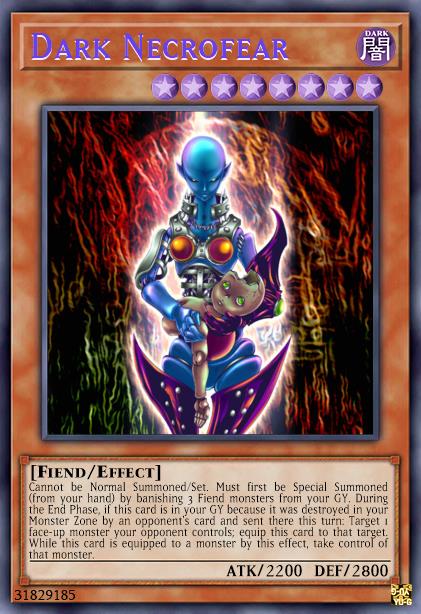 Dark Necrofear
DARK
闇
[Fiend/Effect]
Cannot be Normal Summoned/Set. Must first be Special Summoned
(from your hand) by banishing 3 Fiend monsters from your GY. During
the End Phase, if this card is in your GY because it was destroyed in your
Monster Zone by an opponent's card and sent there this turn: Target 1
face-up monster your opponent controls; equip this card to that target.
While this card is equipped to a monster by this effect, take control of
that monster.
ATK/2200 DEF/2800
31829185